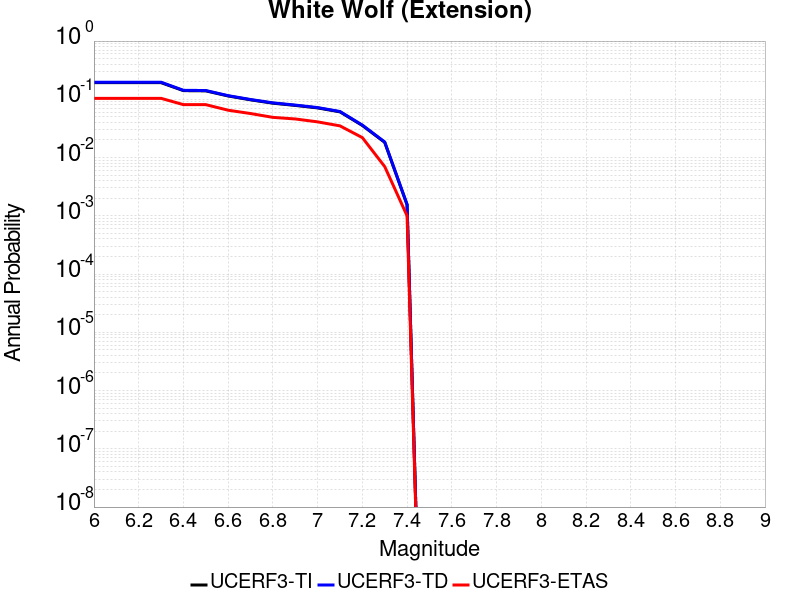 White Wolf (Extension)
10^0
10^-1
10^-2
10^-3
10^-4
10^-5
10^-6
10^-7
10^-8
Annual Probability
6 6.2 6.4 6.6 6.8 7 7.2 7.4 7.6 7.8 8 8.2 8.4 8.6 8.8 9
Magnitude
UCERF3-TI UCERF3-TD UCERF3-ETAS